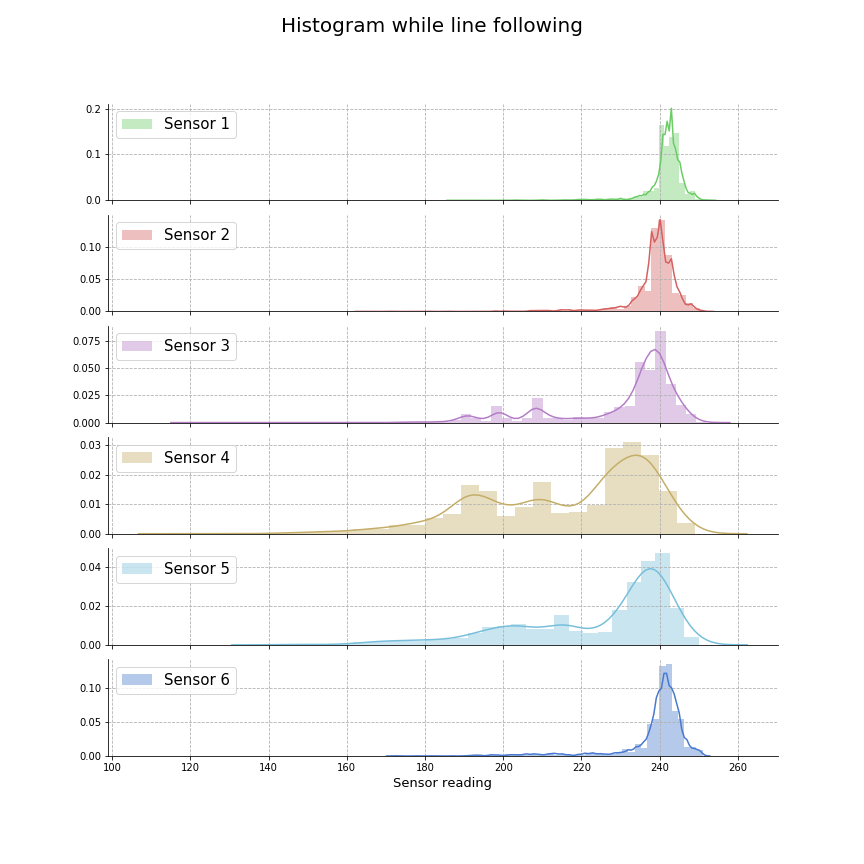 Histogram while line following
Sensor 1
0.2
0.1
0.0
Sensor 2
0.10
0.05
0.00
Sensor 3
0.075
0.050
0.025
0.000
Sensor 4
0.03
0.02
0.01
0.00
Sensor 5
0.04
0.02
0.00
Sensor 6
0.10
0.05
0.00
100 120 140 160 180 200 220 240 260
Sensor reading